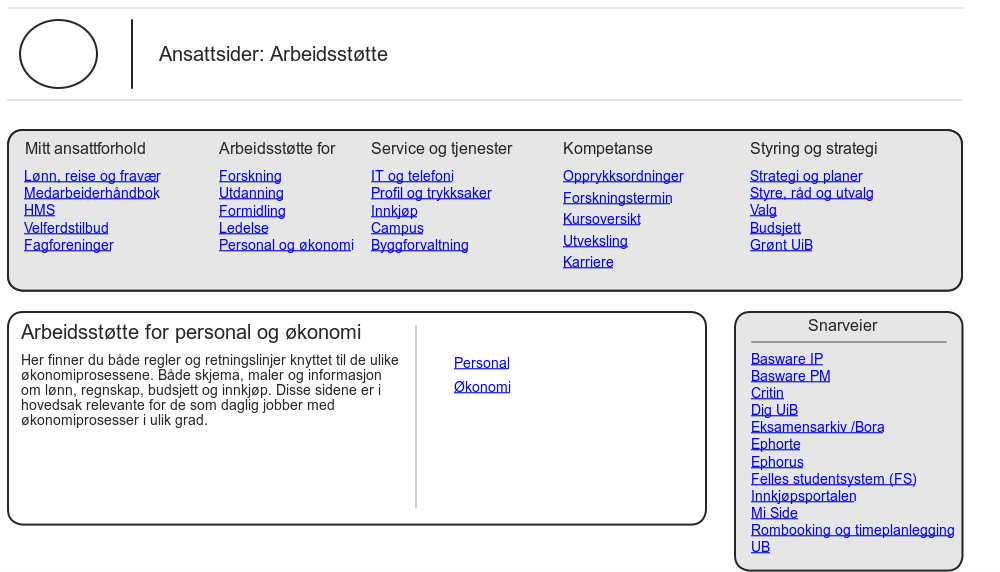 Ansattsider: Arbeidsstøtte
Mitt ansattforhold
Lønn, reise og fravær
Medarbeiderhåndbok
HMS
Velferdstilbud
Fagforeninger
Arbeidsstøtte for
Forskning
Utdanning
Formidling
Ledelse
Personal og økonomi
Service og tjenester
IT og telefoni
Profil og trykksaker
Innkjøp
Campus
Byggforvaltning
Kompetanse
Opprykksordninger
Forskningstermin
Kursoversikt
Utveksling
Karriere
Styring og strategi
Strategi og planer
Styre, råd og utvalg
Valg
Budsjett
Grønt UiB
Arbeidsstøtte for personal og økonomi
Her finner du både regler og retningslinjer knyttet til de ulike
økonomiprosessene. Både skjema, maler og informasjon
om lønn, regnskap, budsjett og innkjøp. Disse sidene er i
hovedsak relevante for de som daglig jobber med
økonomiprosesser i ulik grad.
Personal
Økonomi
Snarveier
Basware IP
Basware PM
Critin
Dig UiB
Eksamensarkiv /Bora
Ephorte
Ephorus
Felles studentsystem (FS)
Innkjøpsportalen
Mi Side
Rombooking og timeplanlegging
UB